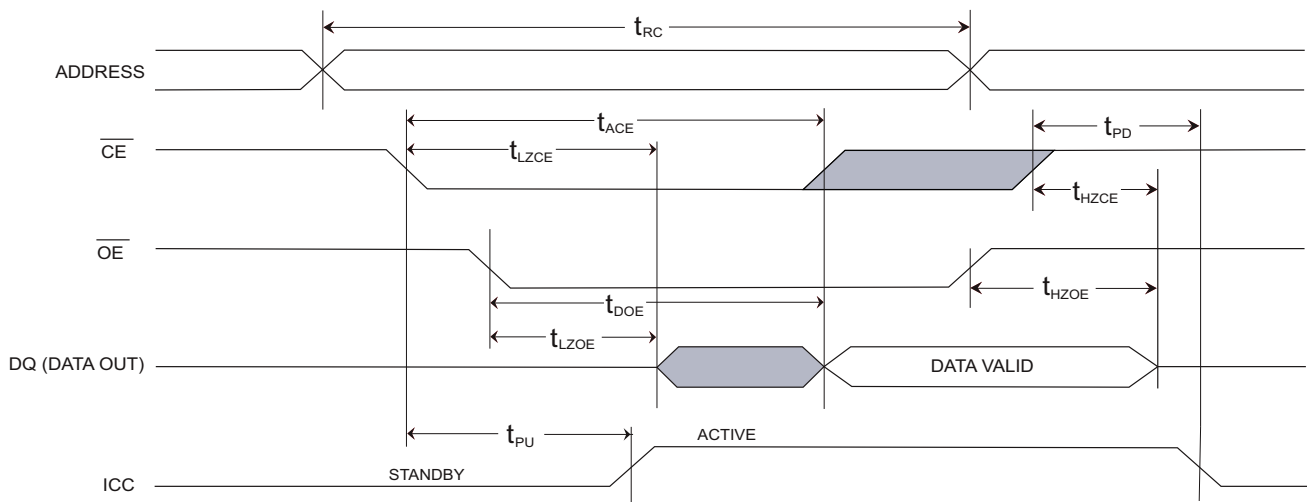 tRC
ADDRESS
tACE
tPD
CE
tLZCE
tHZCE
OE
tHZOE
tDOE
tLZOE
DQ (DATA OUT)
DATA VALID
tPU
ACTIVE
STANDBY
ICC